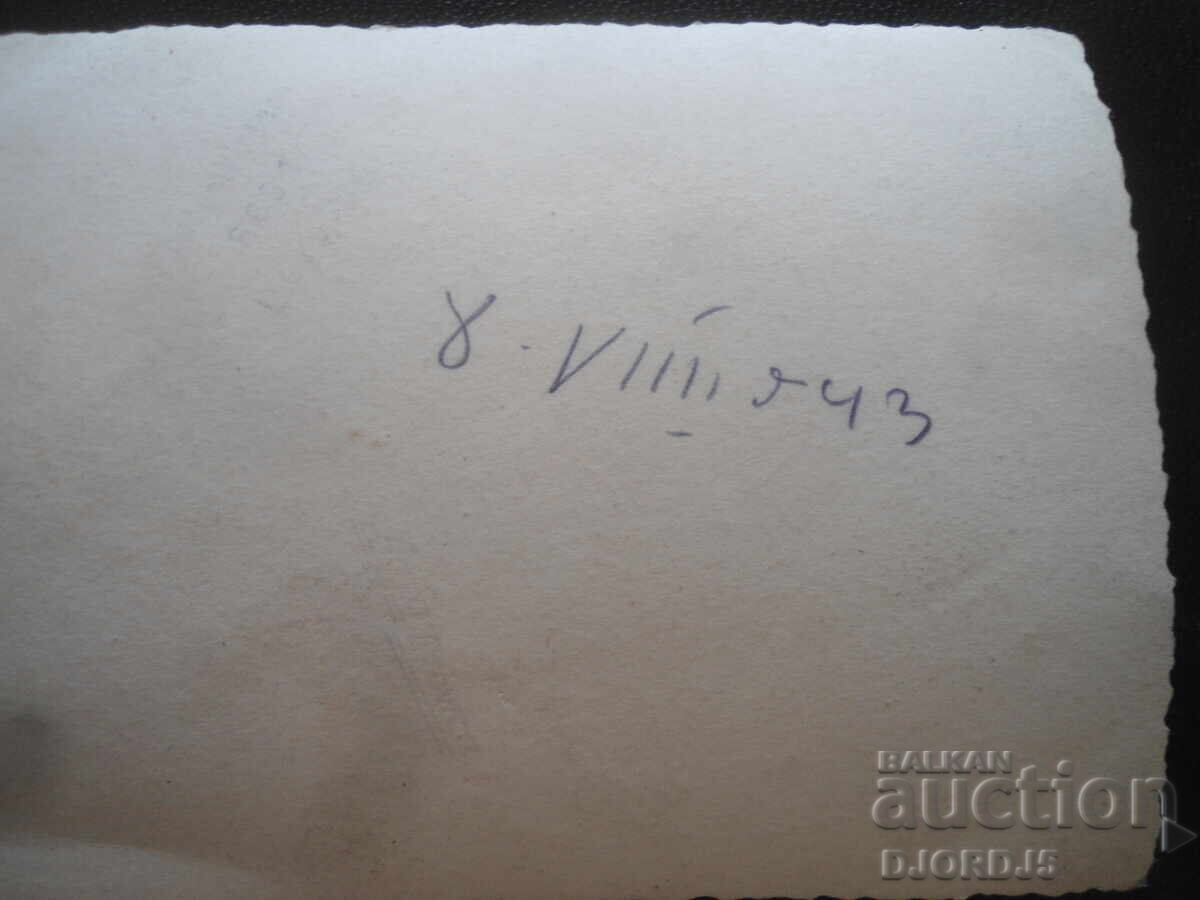 8. VIII 943
BALKAN
auction
DJORDJ5